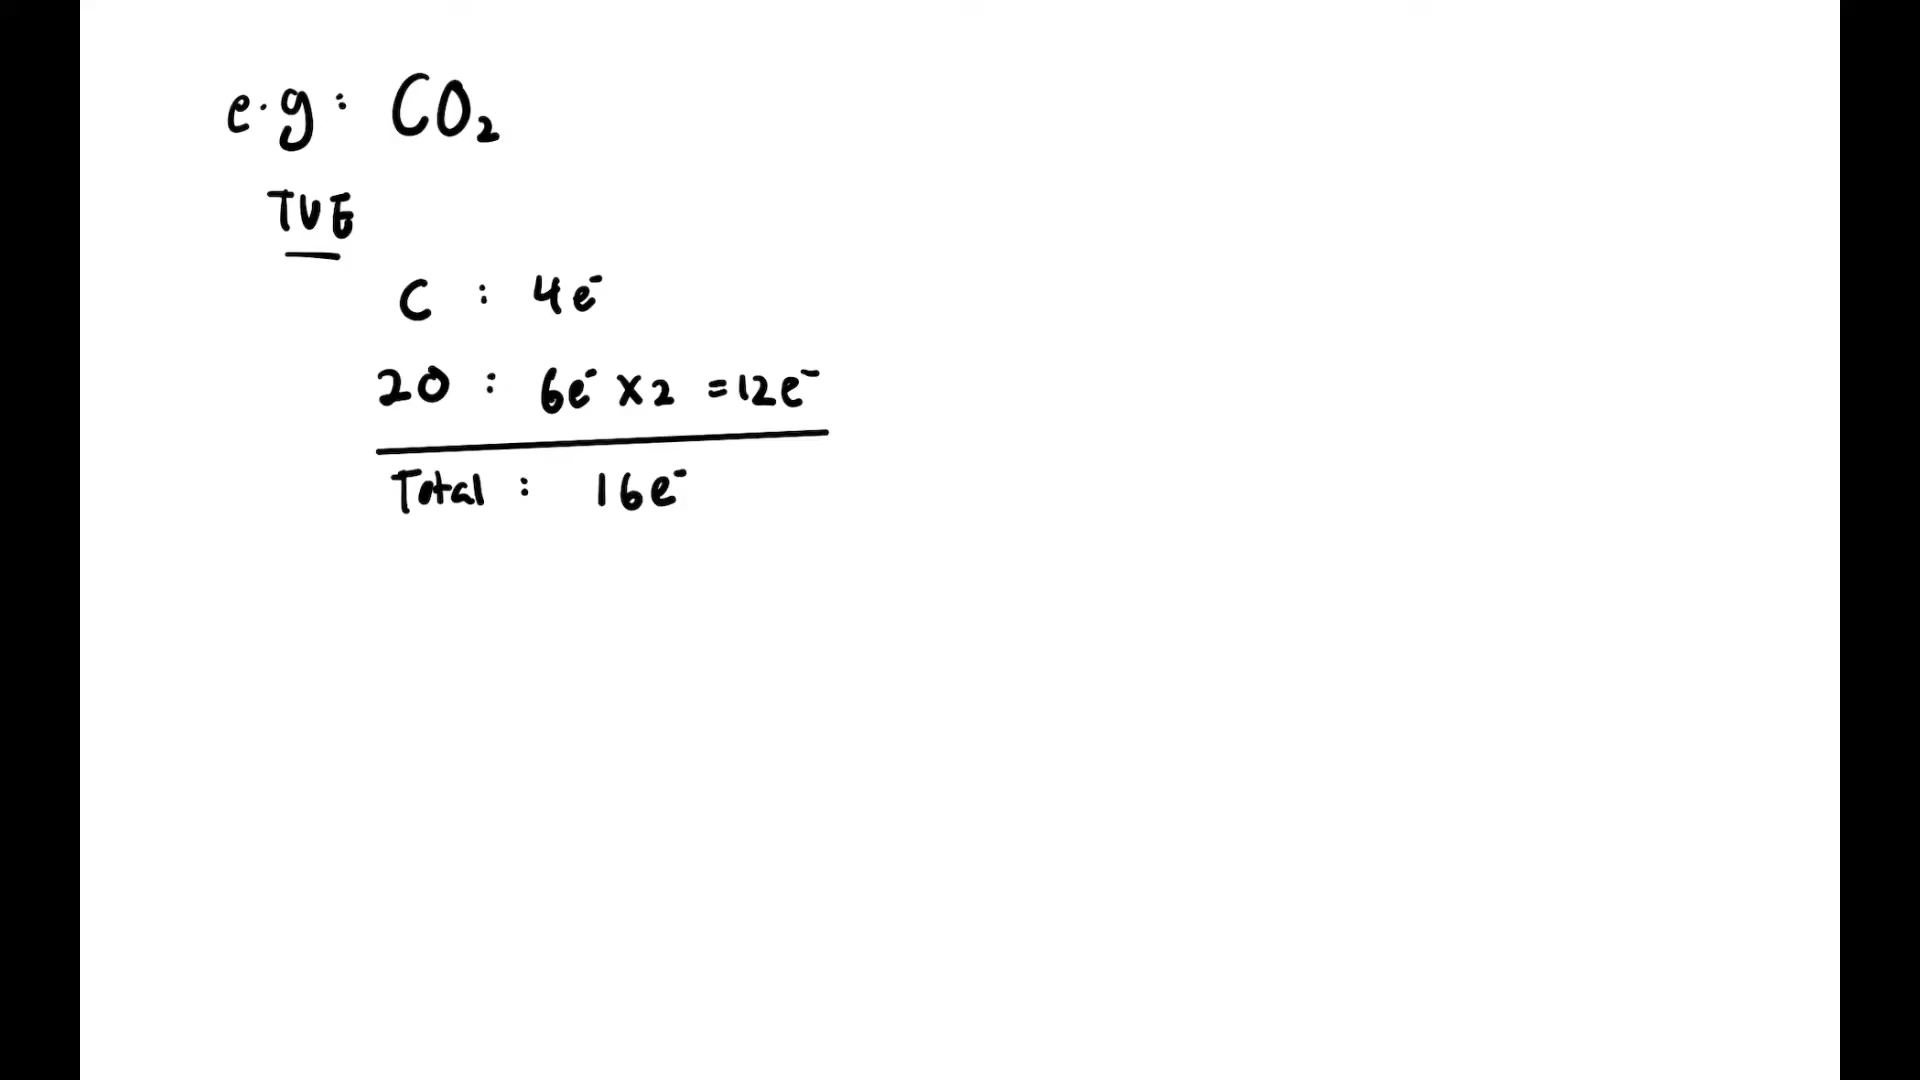 e.g: CO₂
TVE
C : 4e⁻
2O : 6e⁻ x 2 = 12e⁻
Total : 16e⁻